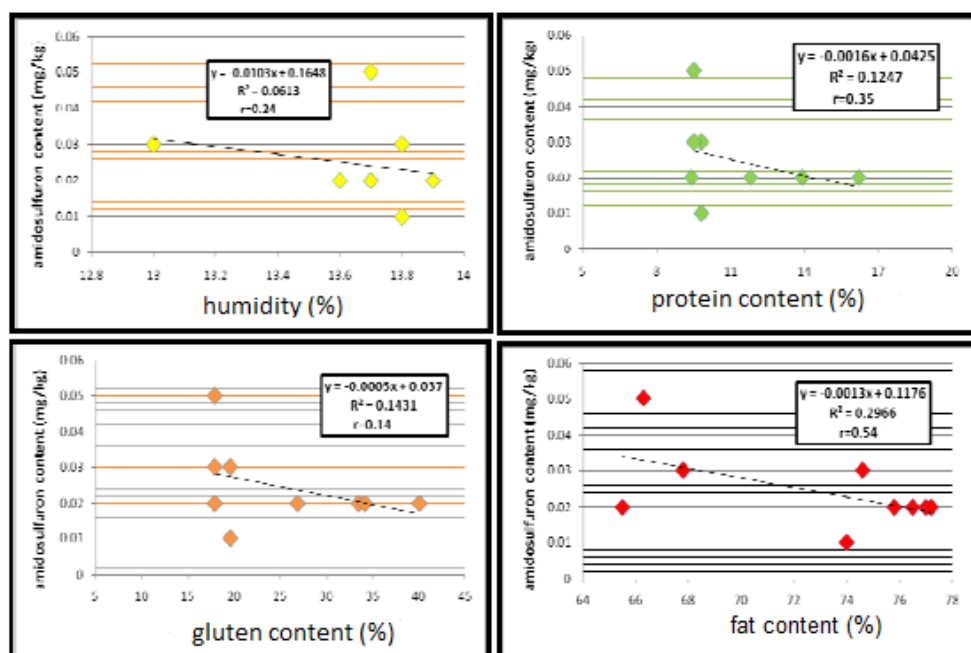 amidosulfuron content (mg/kg)
0.06
0.05
0.04
0.03
0.02
0.01
0
y = 0.0103x + 0.1648
R² = 0.0613
r=0.24
12.8 13 13.2 13.4 13.6 13.8 14
humidity (%)
amidosulfuron content (mg/kg)
0.06
0.05
0.04
0.03
0.02
0.01
0
y = -0.0016x + 0.0425
R² = 0.1247
r=0.35
5 8 11 14 17 20
protein content (%)
amidosulfuron content (mg/kg)
0.06
0.05
0.04
0.03
0.02
0.01
0
y = -0.0005x + 0.037
R² = 0.1431
r=0.14
5 10 15 20 25 30 35 40 45
gluten content (%)
amidosulfuron content (mg/kg)
0.06
0.05
0.04
0.03
0.02
0.01
0
y = -0.0013x + 0.1176
R² = 0.2966
r=0.54
64 66 68 70 72 74 76 78
fat content (%)